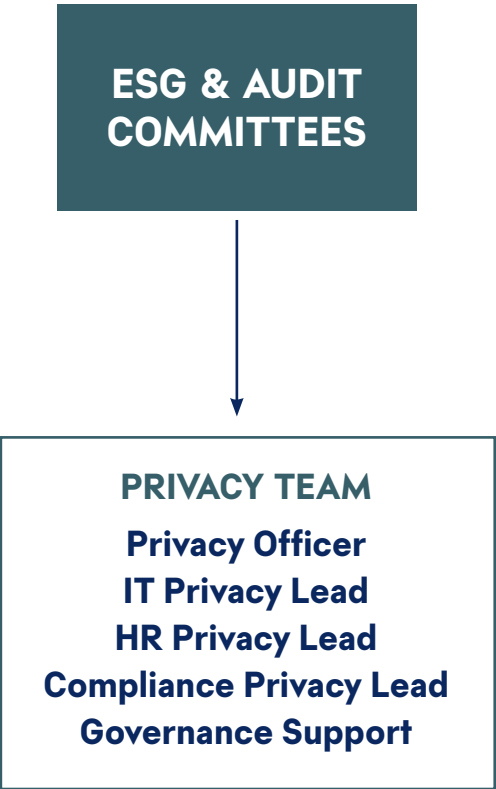 ESG & AUDIT
COMMITTEES
PRIVACY TEAM
Privacy Officer
IT Privacy Lead
HR Privacy Lead
Compliance Privacy Lead
Governance Support